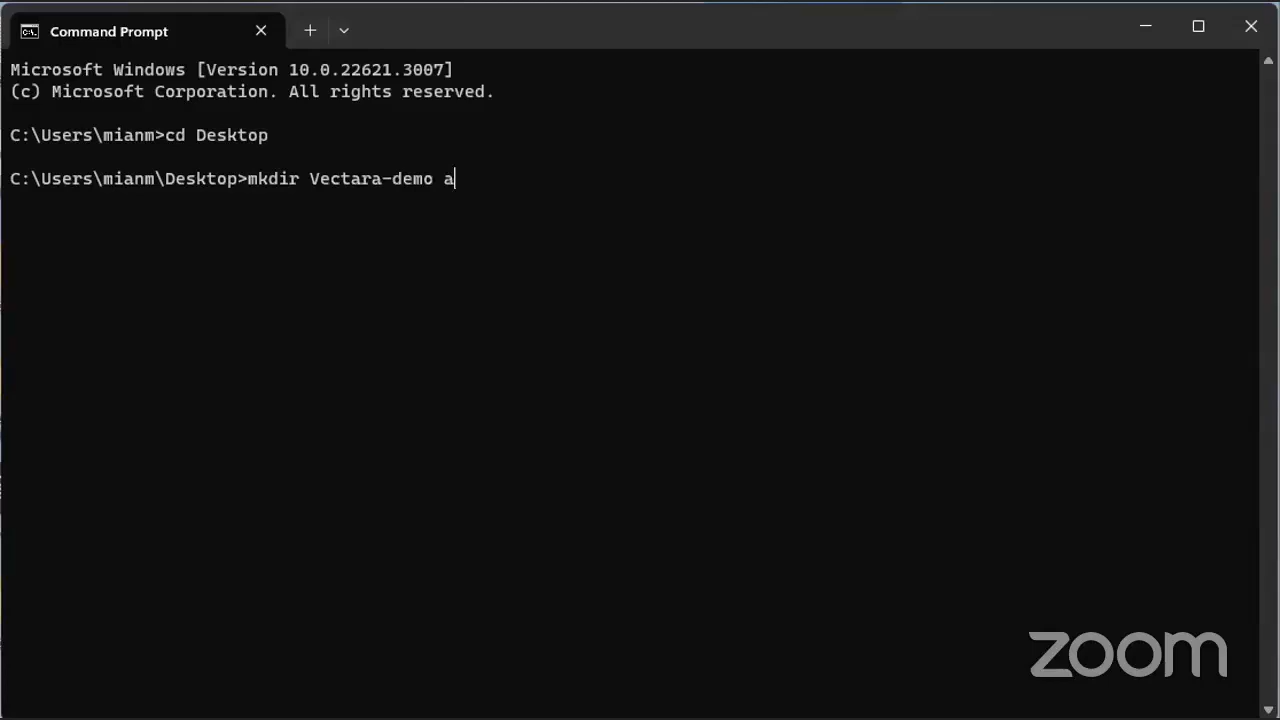 Command Prompt
Microsoft Windows [Version 10.0.22621.3007]
(c) Microsoft Corporation. All rights reserved.
C:\Users\mianm>cd Desktop
C:\Users\mianm\Desktop>mkdir Vectara-demo a
zoom